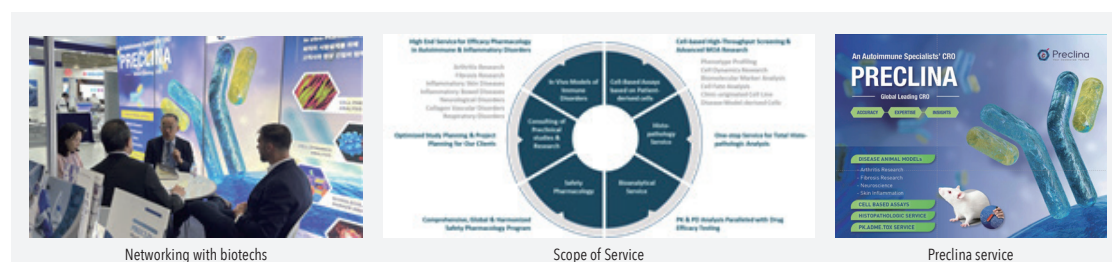 PRECLINA
High End Service for Efficacy Pharmacology
in Autoimmune & Inflammatory Disorders
Arthritis Research
Fibrosis Research
Inflammatory Skin Diseases
Inflammatory Bowel Diseases
Neurological Disorders
Collagen Vascular Disorders
Respiratory Disorders
Optimized Study Planning & Project
Planning for Our Clients
Comprehensive, Global & Harmonized
Safety Pharmacology Program
In Vivo Models of
Immune
Disorders
Cell-Based Assays
based on Patient-
derived cells
Consulting of
Preclinical
studies &
Research
Histo-
pathology
Service
Safety
Pharmacology
Bioanalytical
Service
Cell-based High-Throughput Screening &
Advanced MOA Research
Phenotype Profiling
Cell Dynamics Research
Biomolecular Marker Analysis
Cell Fate Analysis
Clinic-originated Cell Line
Disease Model-derived Cells
One-stop Service for Total Histo-
pathologic Analysis
PK & PD Analysis Paralleled with Drug
Efficacy Testing
Preclina
An Autoimmune Specialists' CRO
PRECLINA
Global Leading CRO
ACCURACY
EXPERTISE
INSIGHTS
DISEASE ANIMAL MODELs
- Arthritis Research
- Fibrosis Research
- Neuroscience
- Skin Inflammation
CELL BASED ASSAYS
HISTOPATHOLOGIC SERVICE
PK.ADME.TOX SERVICE
Networking with biotechs
Scope of Service
Preclina service